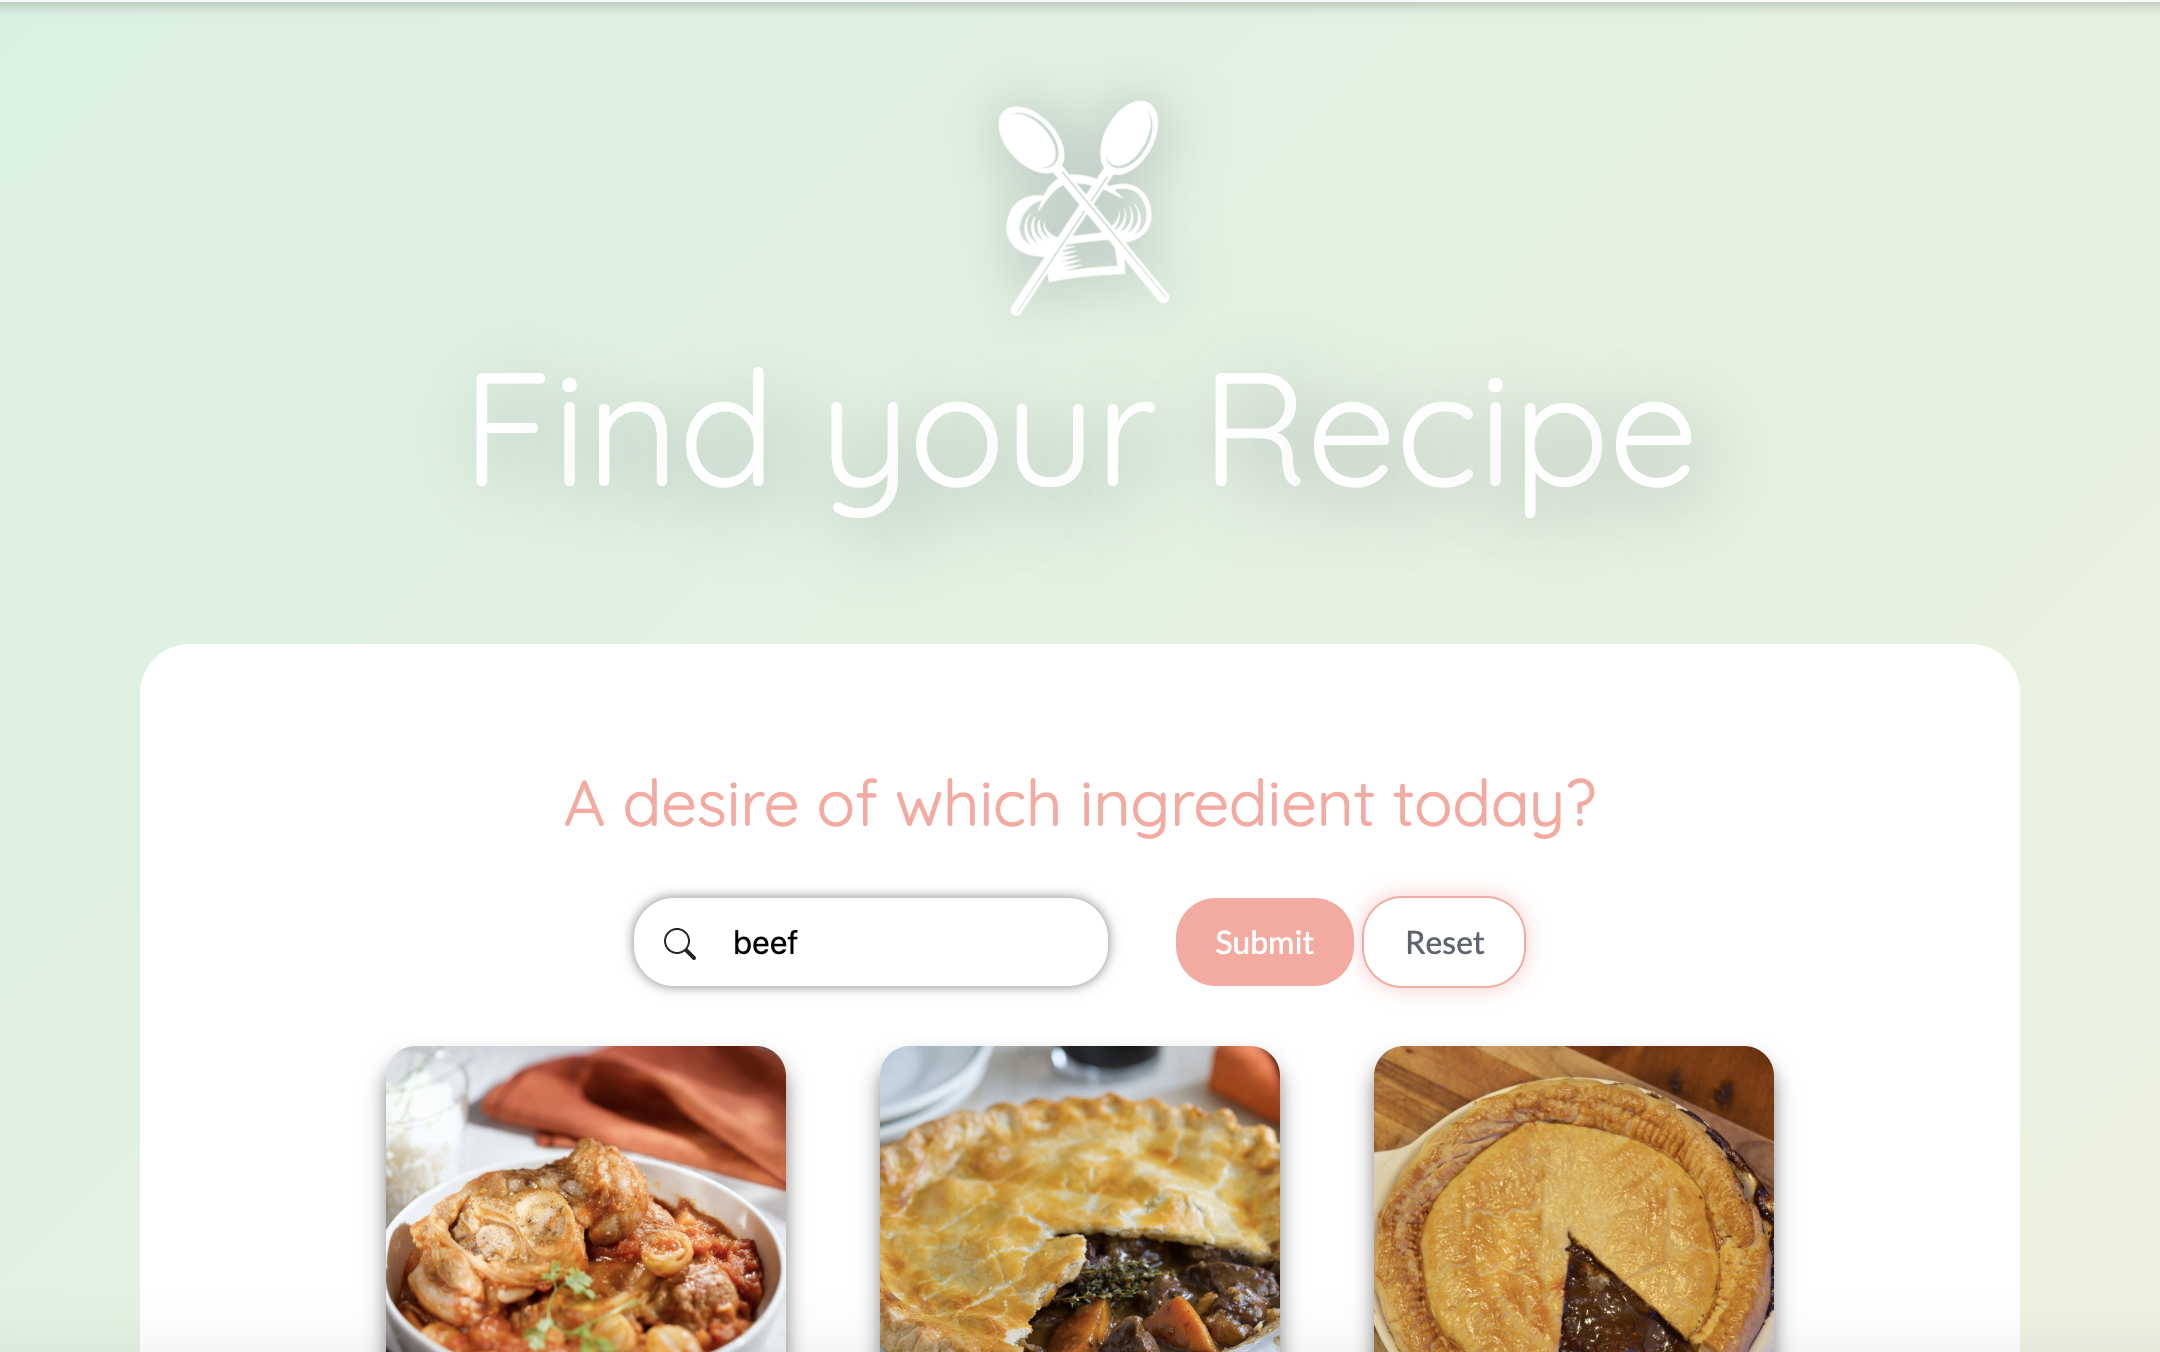 Find your Recipe
A desire of which ingredient today?
beef
Submit
Reset